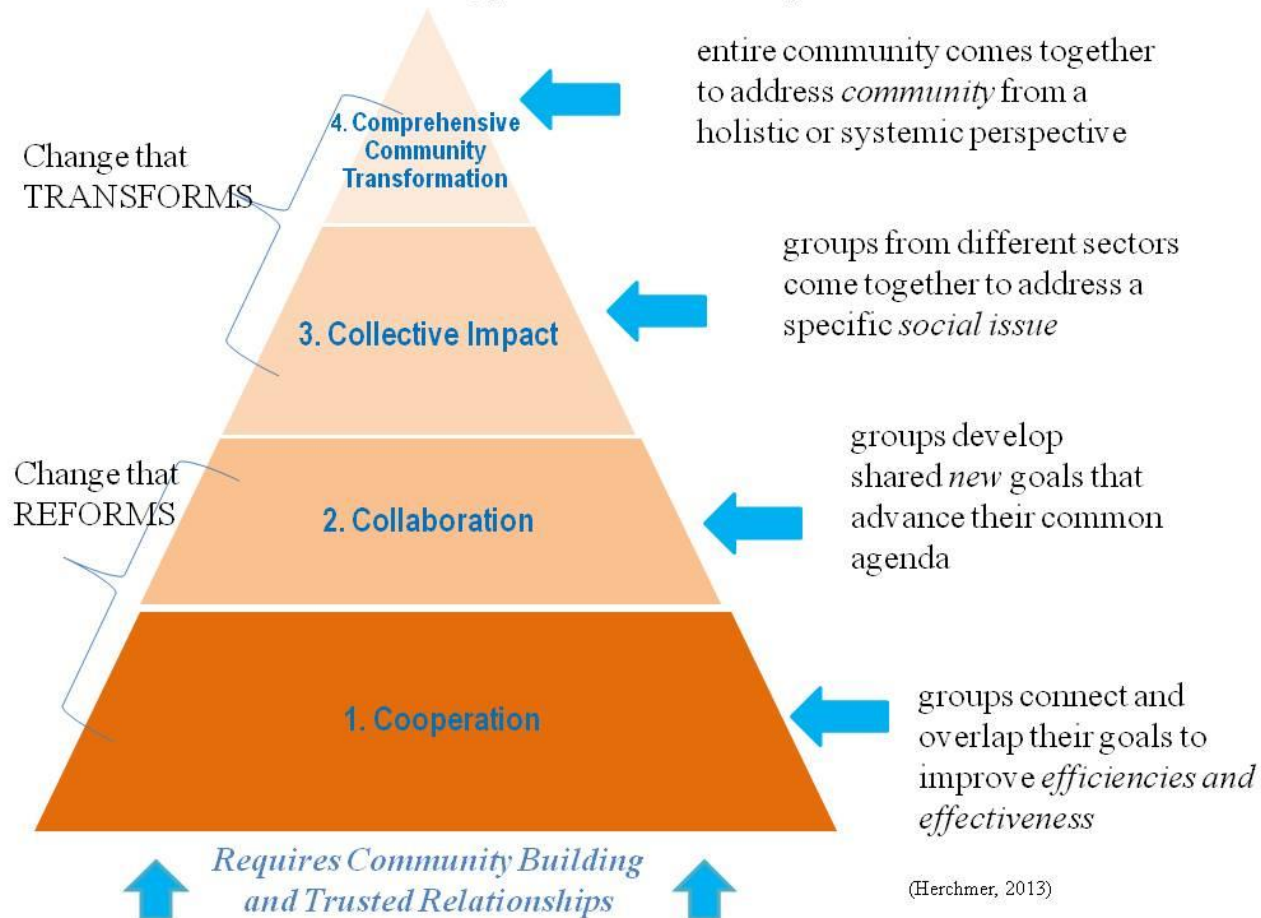 entire community comes together
to address community from a
holistic or systemic perspective
4. Comprehensive
Community
Transformation
Change that
TRANSFORMS
groups from different sectors
come together to address a
specific social issue
3. Collective Impact
groups develop
shared new goals that
advance their common
agenda
Change that
REFORMS
2. Collaboration
groups connect and
overlap their goals to
improve efficiencies and
effectiveness
1. Cooperation
Requires Community Building
and Trusted Relationships
(Herchmer, 2013)